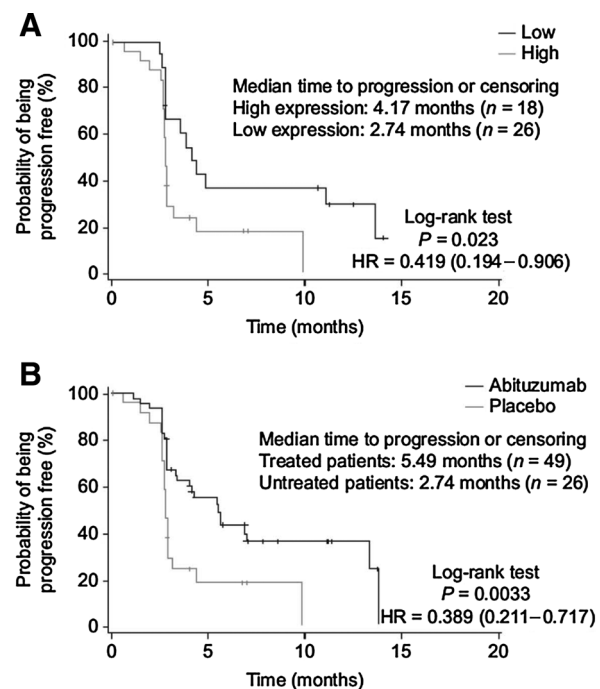 A
Low
High
Median time to progression or censoring
High expression: 4.17 months (n = 18)
Low expression: 2.74 months (n = 26)
Log-rank test
P = 0.023
HR = 0.419 (0.194–0.906)
Probability of being
progression free (%)
100
80
60
40
20
0
0 5 10 15 20
Time (months)
B
Abituzumab
Placebo
Median time to progression or censoring
Treated patients: 5.49 months (n = 49)
Untreated patients: 2.74 months (n = 26)
Log-rank test
P = 0.0033
HR = 0.389 (0.211–0.717)
Probability of being
progression free (%)
100
80
60
40
20
0
0 5 10 15 20
Time (months)